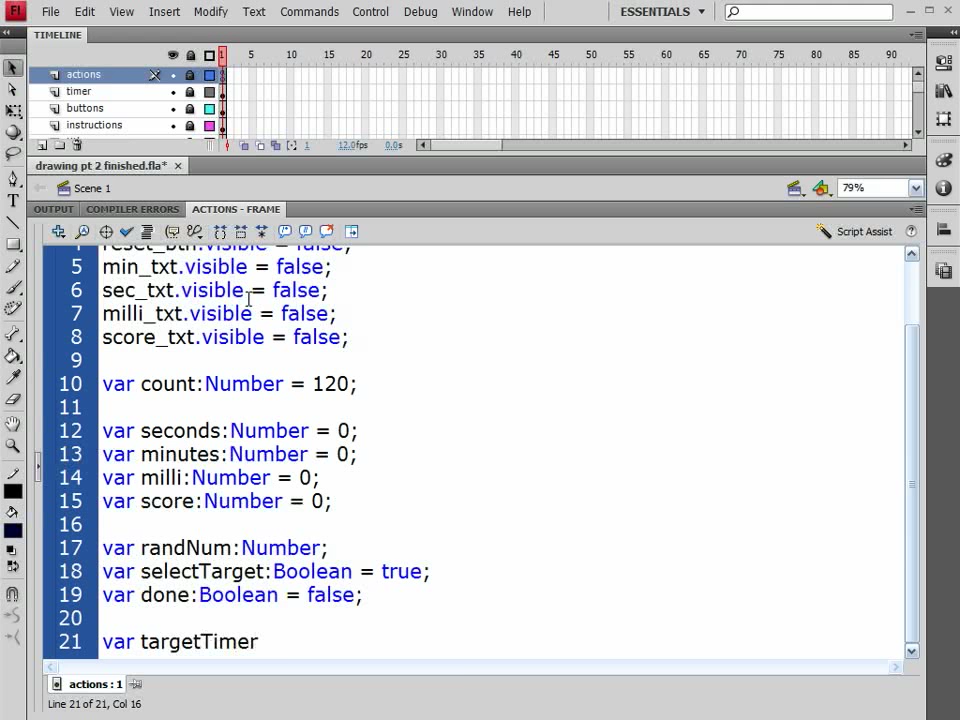 Fl File Edit View Insert Modify Text Commands Control Debug Window Help ESSENTIALS
TIMELINE
1 5 10 15 20 25 30 35 40 45 50 55 60 65 70 75 80 85 90
actions
timer
buttons
instructions
1 12.0fps 0.0s
drawing pt 2 finished.fla*
Scene 1 79%
OUTPUT COMPILER ERRORS ACTIONS - FRAME
Script Assist
4 reset_btn.visible = false;
5 min_txt.visible = false;
6 sec_txt.visible = false;
7 milli_txt.visible = false;
8 score_txt.visible = false;
9
10 var count:Number = 120;
11
12 var seconds:Number = 0;
13 var minutes:Number = 0;
14 var milli:Number = 0;
15 var score:Number = 0;
16
17 var randNum:Number;
18 var selectTarget:Boolean = true;
19 var done:Boolean = false;
20
21 var targetTimer
actions : 1
Line 21 of 21, Col 16